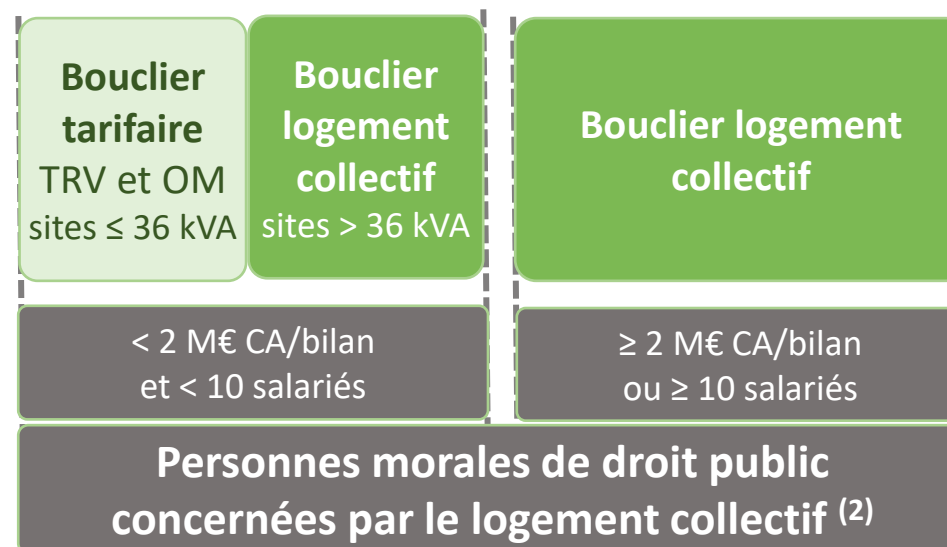 Bouclier
tarifaire
TRV et OM
sites ≤ 36 kVA
Bouclier
logement
collectif
sites > 36 kVA
Bouclier logement
collectif
< 2 M€ CA/bilan
et < 10 salariés
≥ 2 M€ CA/bilan
ou ≥ 10 salariés
Personnes morales de droit public
concernées par le logement collectif (2)